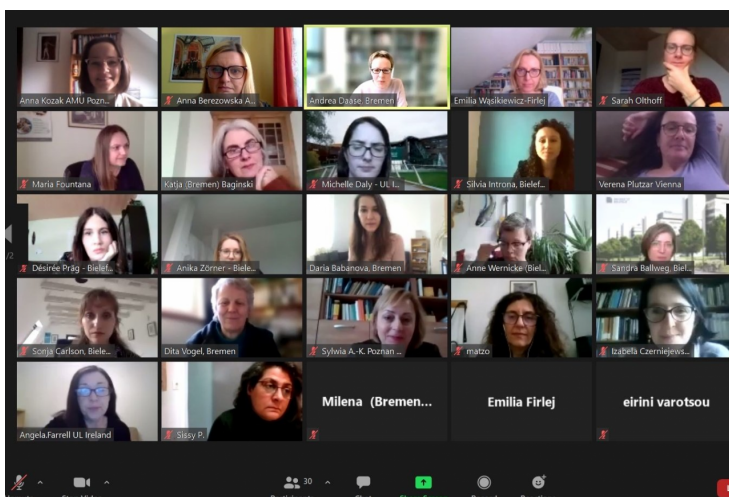 Anna Kozak AMU Pozn...
Anna Berezowska A...
Andrea Daase, Bremen
Emilia Wąsikiewicz-Firlej
Sarah Olthoff
Maria Fountana
Katja (Bremen) Baginski
Michelle Daly - UL I...
Silvia Introna, Bielef...
Verena Plutzar Vienna
/2
Désirée Präg - Bielef...
Anika Zörner - Biele...
Daria Babanova, Bremen
Anne Wernicke (Biel...
Sandra Ballweg, Biel...
Sonja Carlson, Biele...
Dita Vogel, Bremen
Sylwia A.-K. Poznan ...
matzo
Izabela Czerniejews...
Angela.Farrell UL Ireland
Sissy P.
Milena (Bremen...
Emilia Firlej
eirini varotsou
30